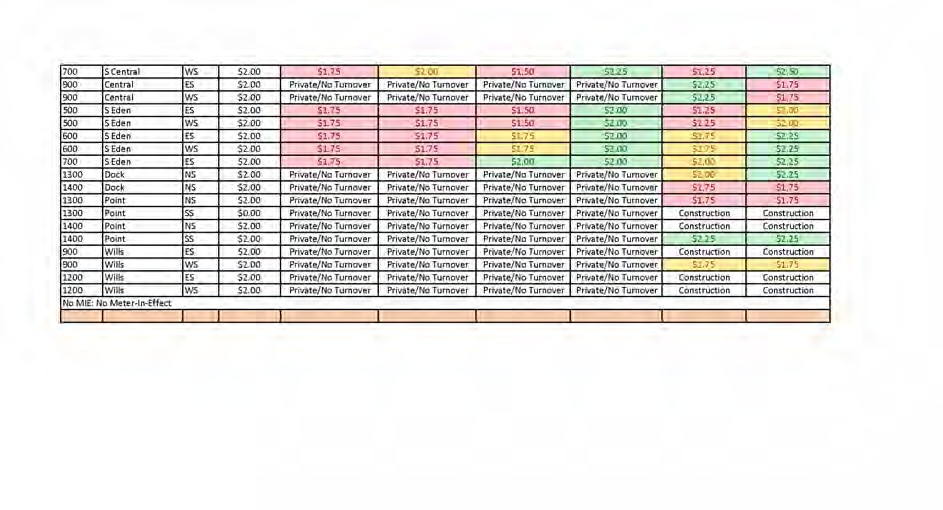 700 S Central WS $2.00 $1.75 $2.00 $1.50 $2.25 $1.25 $2.50
900 Central ES $2.00 Private/No Turnover Private/No Turnover Private/No Turnover Private/No Turnover $2.25 $1.75
900 Central WS $2.00 Private/No Turnover Private/No Turnover Private/No Turnover Private/No Turnover $2.25 $1.75
500 S Eden ES $2.00 $1.75 $1.75 $1.50 $2.00 $1.25 $2.00
500 S Eden WS $2.00 $1.75 $1.75 $1.50 $2.00 $1.25 $2.00
600 S Eden ES $2.00 $1.75 $1.75 $1.75 $2.00 $1.75 $2.25
600 S Eden WS $2.00 $1.75 $1.75 $1.75 $2.00 $1.75 $2.25
700 S Eden ES $2.00 $1.75 $1.75 $2.00 $2.00 $2.00 $2.25
1300 Dock NS $2.00 Private/No Turnover Private/No Turnover Private/No Turnover Private/No Turnover $2.00 $2.25
1400 Dock NS $2.00 Private/No Turnover Private/No Turnover Private/No Turnover Private/No Turnover $1.75 $1.75
1300 Point NS $2.00 Private/No Turnover Private/No Turnover Private/No Turnover Private/No Turnover $1.75 $1.75
1300 Point SS $0.00 Private/No Turnover Private/No Turnover Private/No Turnover Private/No Turnover Construction Construction
1400 Point NS $2.00 Private/No Turnover Private/No Turnover Private/No Turnover Private/No Turnover Construction Construction
1400 Point SS $2.00 Private/No Turnover Private/No Turnover Private/No Turnover Private/No Turnover $2.25 $2.25
900 Wills ES $2.00 Private/No Turnover Private/No Turnover Private/No Turnover Private/No Turnover Construction Construction
900 Wills WS $2.00 Private/No Turnover Private/No Turnover Private/No Turnover Private/No Turnover $1.75 $1.75
1200 Wills ES $2.00 Private/No Turnover Private/No Turnover Private/No Turnover Private/No Turnover Construction Construction
1200 Wills WS $2.00 Private/No Turnover Private/No Turnover Private/No Turnover Private/No Turnover Construction Construction
No MIE: No Meter-In-Effect